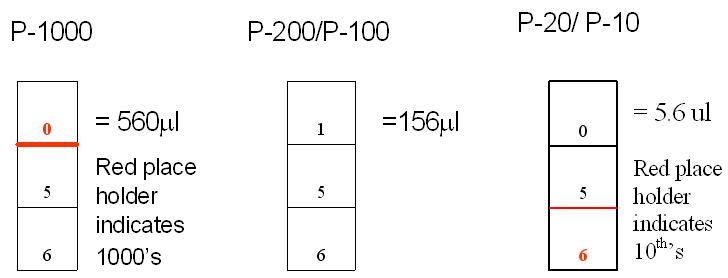 P-1000
0
5
6
= 560μl
Red place
holder
indicates
1000's
P-200/P-100
1
5
6
=156μl
P-20/ P-10
0
5
6
= 5.6 ul
Red place
holder
indicates
10th's